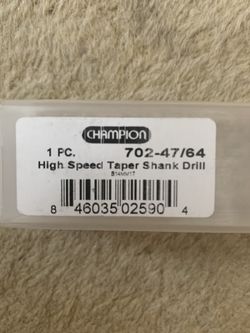 CHAMPION
1 PC. 702-47/64
High Speed Taper Shank Drill
8 46035 02590 4